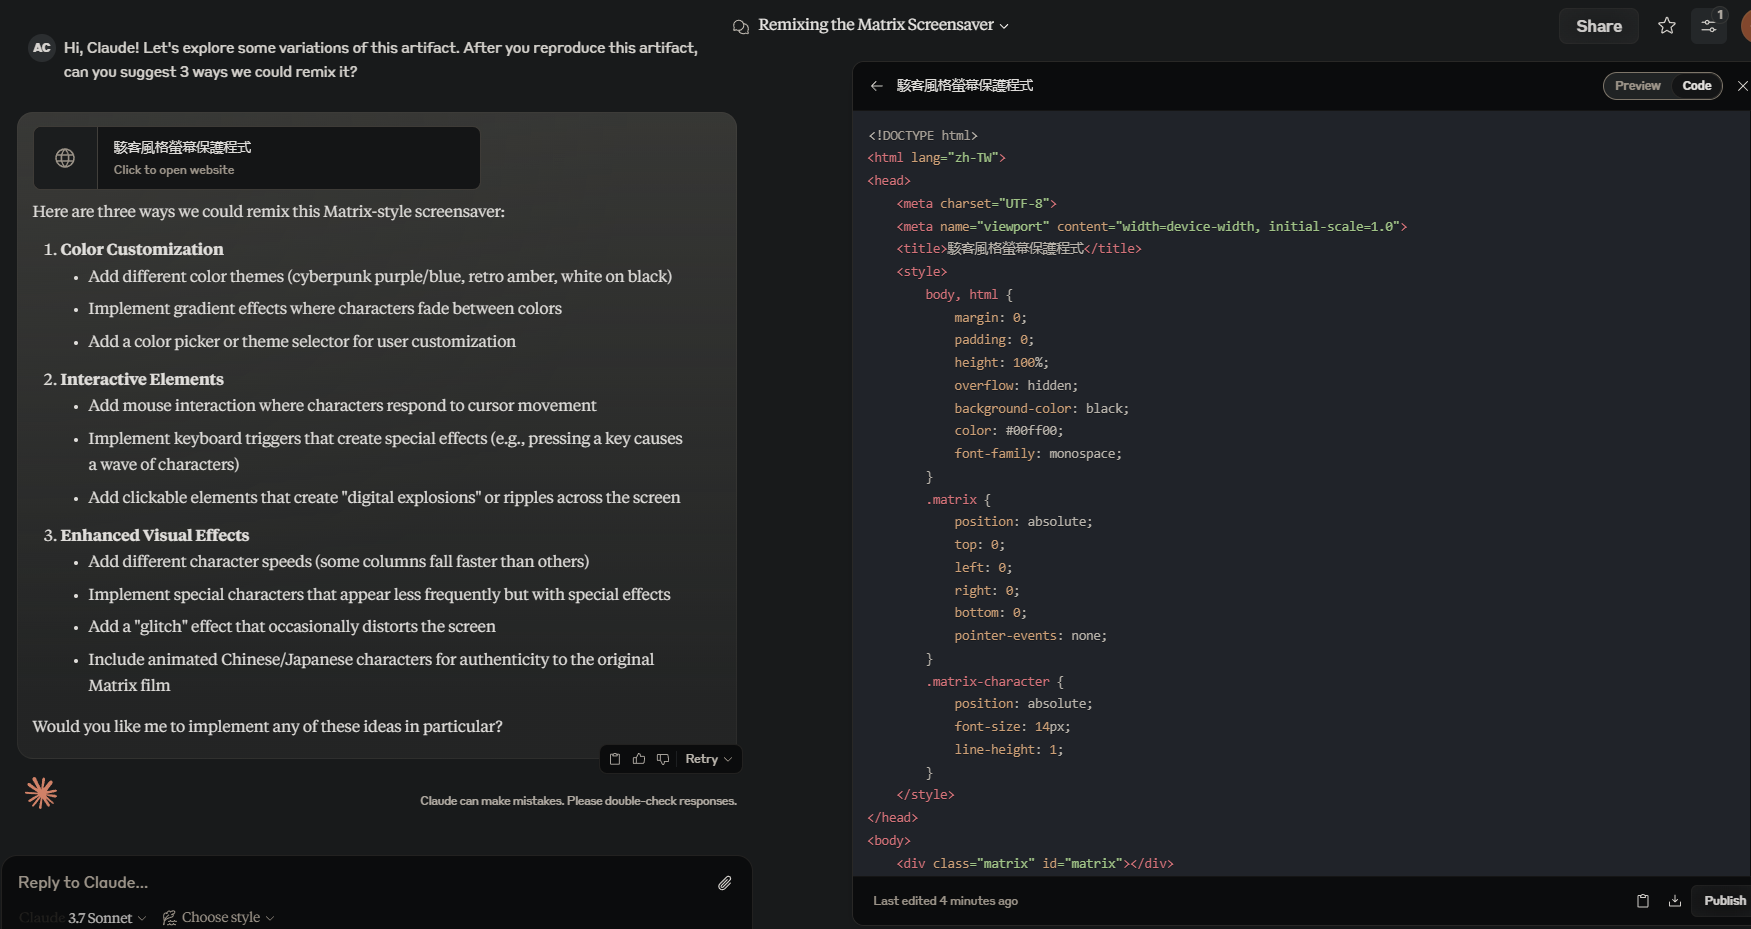 Remixing the Matrix Screensaver
Share
1
AC
Hi, Claude! Let's explore some variations of this artifact. After you reproduce this artifact,
can you suggest 3 ways we could remix it?
駭客風格螢幕保護程式
Click to open website
Here are three ways we could remix this Matrix-style screensaver:
1. Color Customization
• Add different color themes (cyberpunk purple/blue, retro amber, white on black)
• Implement gradient effects where characters fade between colors
• Add a color picker or theme selector for user customization
2. Interactive Elements
• Add mouse interaction where characters respond to cursor movement
• Implement keyboard triggers that create special effects (e.g., pressing a key causes
a wave of characters)
• Add clickable elements that create "digital explosions" or ripples across the screen
3. Enhanced Visual Effects
• Add different character speeds (some columns fall faster than others)
• Implement special characters that appear less frequently but with special effects
• Add a "glitch" effect that occasionally distorts the screen
• Include animated Chinese/Japanese characters for authenticity to the original
Matrix film
Would you like me to implement any of these ideas in particular?
Retry
Claude can make mistakes. Please double-check responses.
Reply to Claude...
Claude 3.7 Sonnet
Choose style
駭客風格螢幕保護程式
Preview
Code
<!DOCTYPE html>
<html lang="zh-TW">
<head>
<meta charset="UTF-8">
<meta name="viewport" content="width=device-width, initial-scale=1.0">
<title>駭客風格螢幕保護程式</title>
<style>
body, html {
margin: 0;
padding: 0;
height: 100%;
overflow: hidden;
background-color: black;
color: #00ff00;
font-family: monospace;
}
.matrix {
position: absolute;
top: 0;
left: 0;
right: 0;
bottom: 0;
pointer-events: none;
}
.matrix-character {
position: absolute;
font-size: 14px;
line-height: 1;
}
</style>
</head>
<body>
<div class="matrix" id="matrix"></div>
Last edited 4 minutes ago
Publish